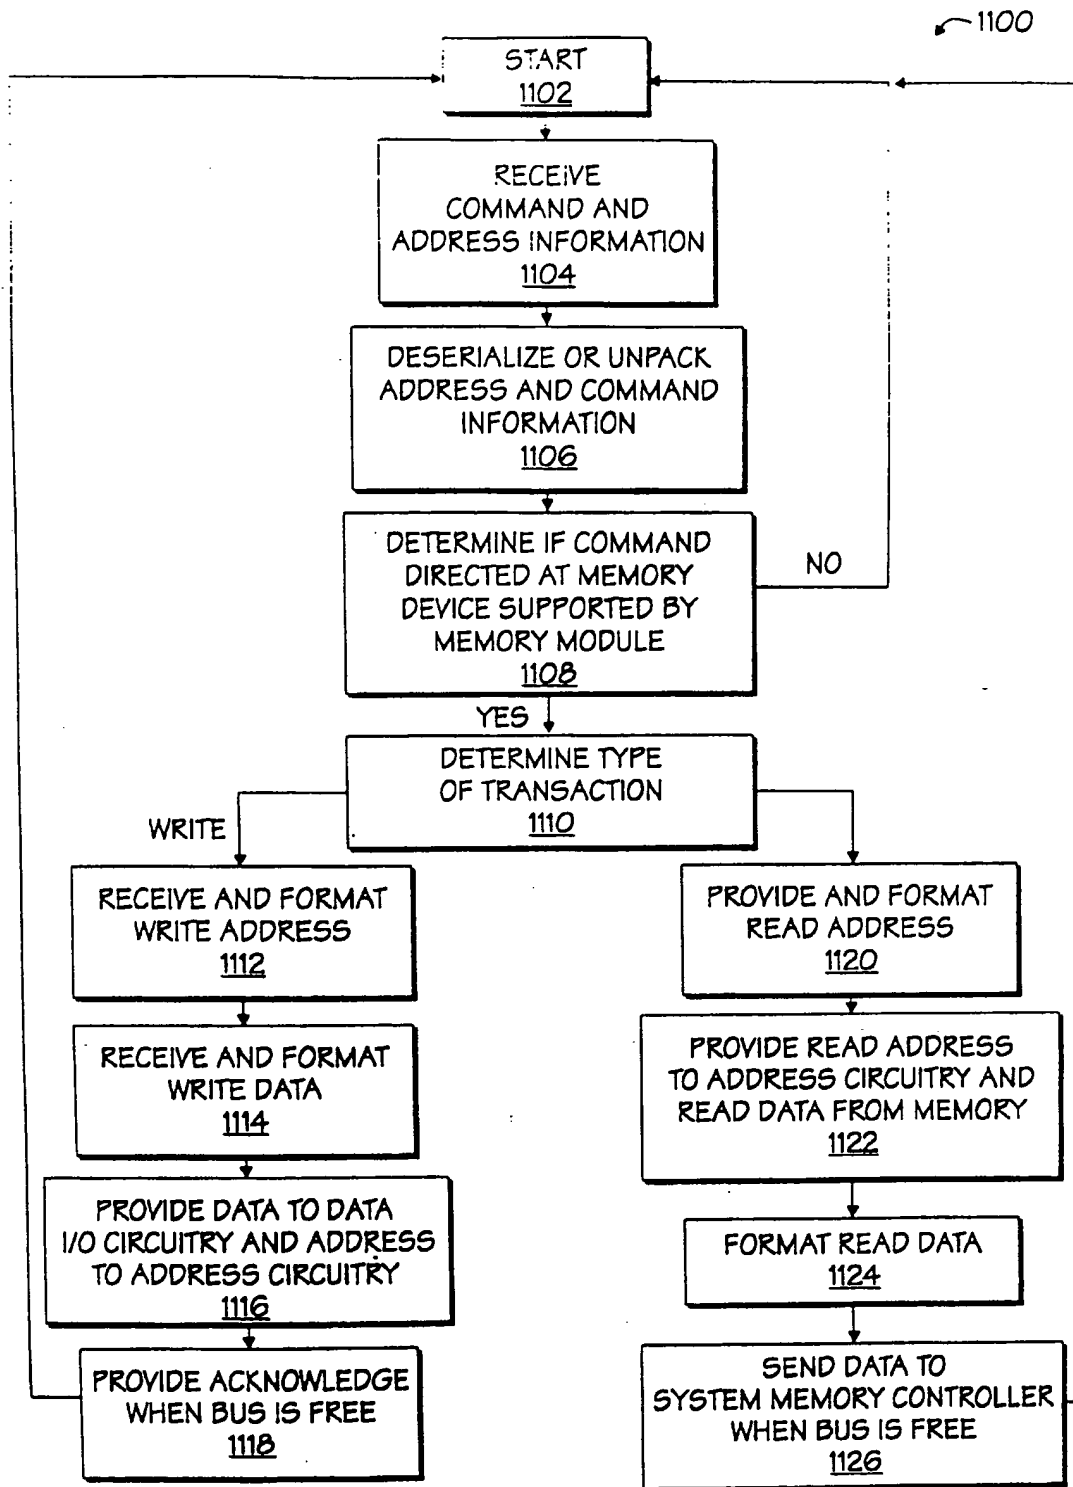 1100
START
1102
RECEIVE
COMMAND AND
ADDRESS INFORMATION
1104
DESERIALIZE OR UNPACK
ADDRESS AND COMMAND
INFORMATION
1106
DETERMINE IF COMMAND
DIRECTED AT MEMORY
DEVICE SUPPORTED BY
MEMORY MODULE
1108
NO
YES
DETERMINE TYPE
OF TRANSACTION
1110
WRITE
RECEIVE AND FORMAT
WRITE ADDRESS
1112
RECEIVE AND FORMAT
WRITE DATA
1114
PROVIDE DATA TO DATA
I/O CIRCUITRY AND ADDRESS
TO ADDRESS CIRCUITRY
1116
PROVIDE ACKNOWLEDGE
WHEN BUS IS FREE
1118
PROVIDE AND FORMAT
READ ADDRESS
1120
PROVIDE READ ADDRESS
TO ADDRESS CIRCUITRY AND
READ DATA FROM MEMORY
1122
FORMAT READ DATA
1124
SEND DATA TO
SYSTEM MEMORY CONTROLLER
WHEN BUS IS FREE
1126